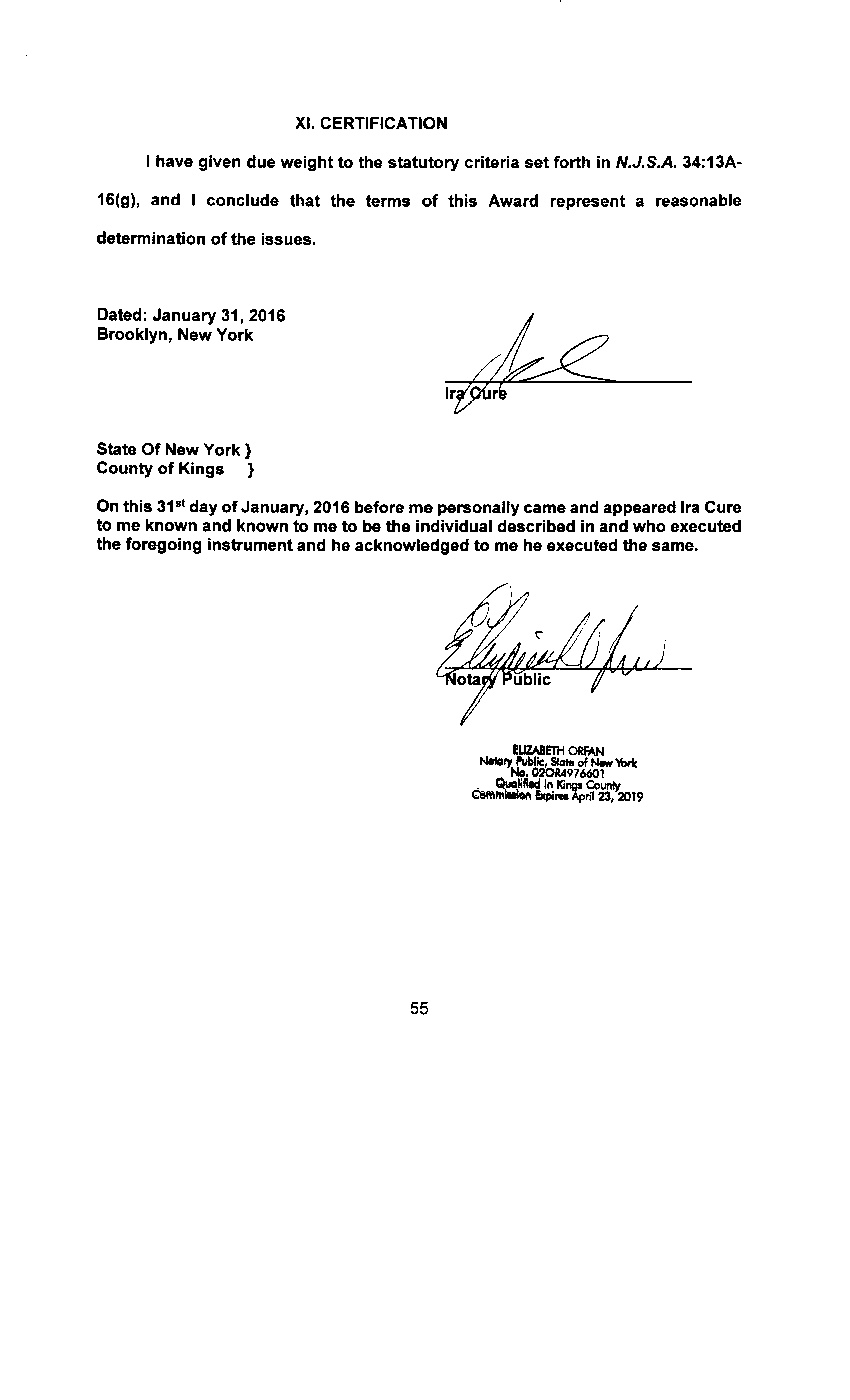 XI. CERTIFICATION
I have given due weight to the statutory criteria set forth in N.J.S.A. 34:13A-
16(g), and I conclude that the terms of this Award represent a reasonable
determination of the issues.
Dated: January 31, 2016
Brooklyn, New York
Ira Cure
State Of New York }
County of Kings }
On this 31st day of January, 2016 before me personally came and appeared Ira Cure
to me known and known to me to be the individual described in and who executed
the foregoing instrument and he acknowledged to me he executed the same.
Notary Public
ELIZABETH ORFAN
Notary Public, State of New York
No. 02OR4976601
Qualified in Kings County
Commission Expires April 23, 2019
55